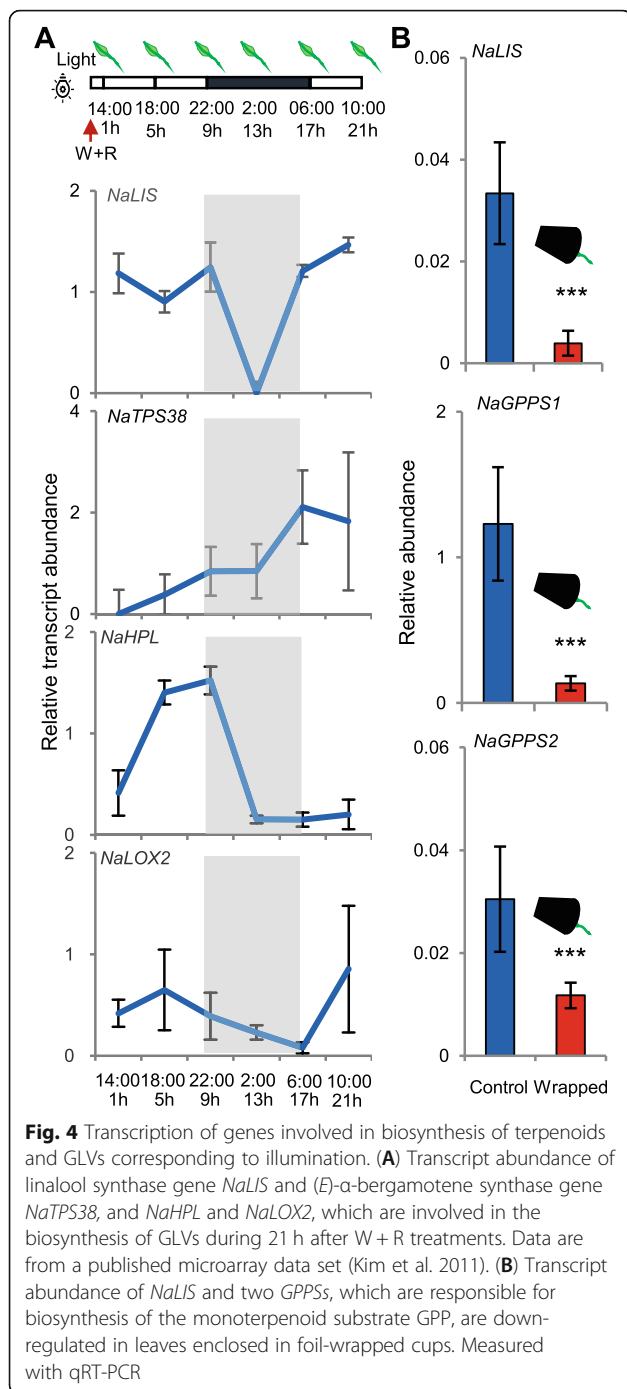 A
B
Light
14:00 18:00 22:00 2:00 06:00 10:00
1h 5h 9h 13h 17h 21h
W+R
Relative transcript abundance
NaLIS
2
1
0
NaTPS38
4
2
0
NaHPL
2
1
0
NaLOX2
2
1
0
14:00 18:00 22:00 2:00 6:00 10:00
1h 5h 9h 13h 17h 21h
Relative abundance
NaLIS
0.06
0.04
0.02
0
***
NaGPPS1
2
1
0
***
NaGPPS2
0.06
0.04
0.02
0
***
Control Wrapped
Fig. 4 Transcription of genes involved in biosynthesis of terpenoids
and GLVs corresponding to illumination. (A) Transcript abundance of
linalool synthase gene NaLIS and (E)-α-bergamotene synthase gene
NaTPS38, and NaHPL and NaLOX2, which are involved in the
biosynthesis of GLVs during 21 h after W + R treatments. Data are
from a published microarray data set (Kim et al. 2011). (B) Transcript
abundance of NaLIS and two GPPSs, which are responsible for
biosynthesis of the monoterpenoid substrate GPP, are down-
regulated in leaves enclosed in foil-wrapped cups. Measured
with qRT-PCR